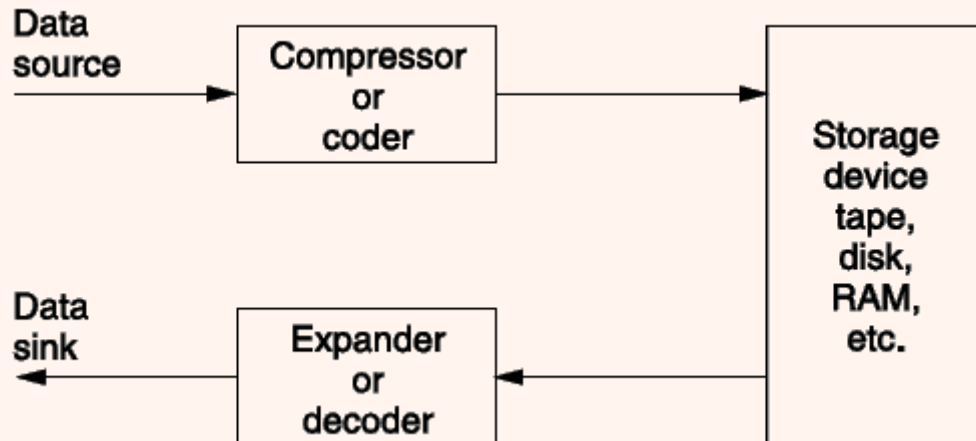 Data
source
Compressor
or
coder
Storage
device
tape,
disk,
RAM,
etc.
Data
sink
Expander
or
decoder